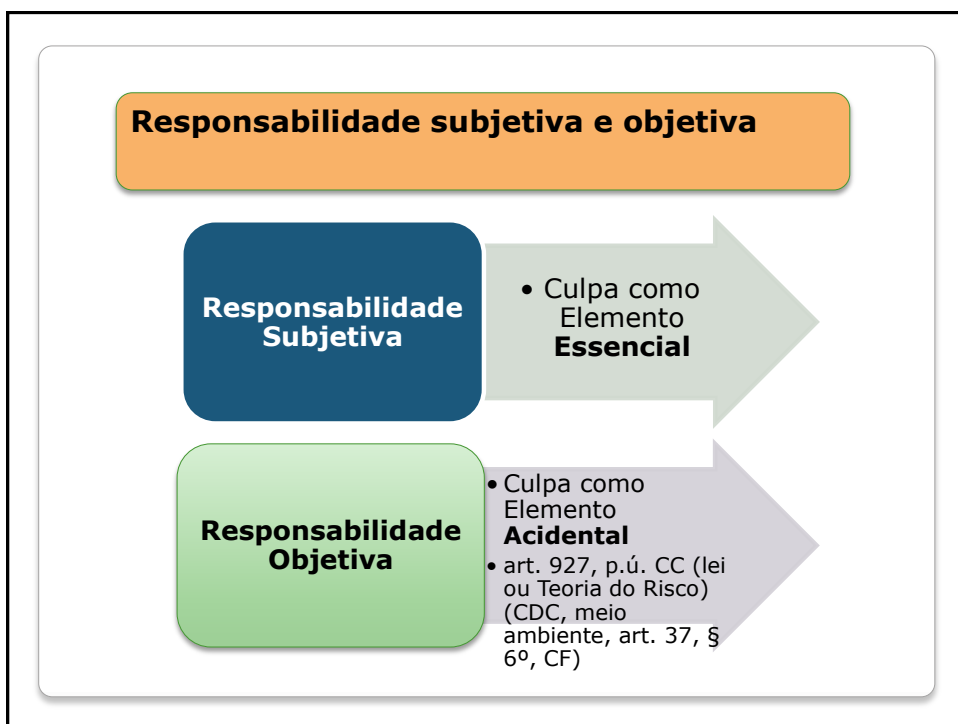 Responsabilidade subjetiva e objetiva
Responsabilidade
Subjetiva
• Culpa como
Elemento
Essencial
Responsabilidade
Objetiva
• Culpa como
Elemento
Acidental
• art. 927, p.ú. CC (lei
ou Teoria do Risco)
(CDC, meio
ambiente, art. 37, §
6º, CF)